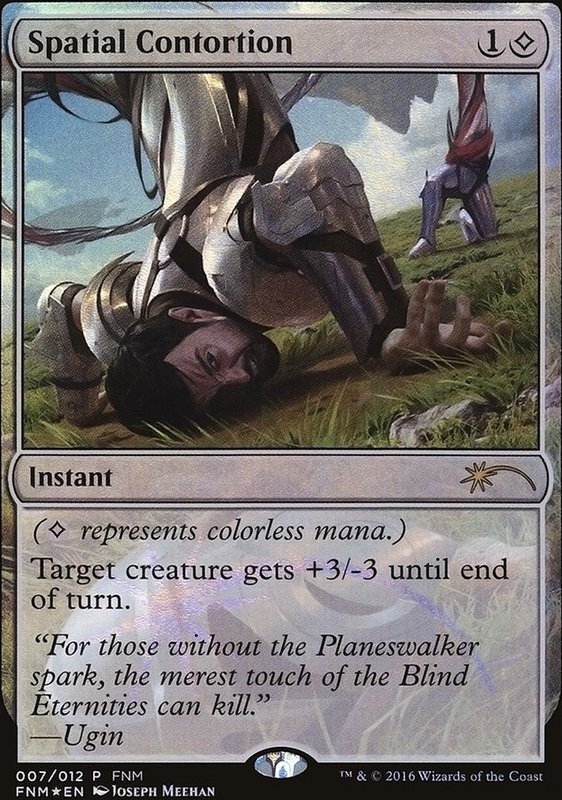 Spatial Contortion 1◇
Instant
(◇ represents colorless mana.)
Target creature gets +3/-3 until end
of turn.
“For those without the Planeswalker
spark, the merest touch of the Blind
Eternities can kill.”
—Ugin
007/012 P FNM
FNM★EN Joseph Meehan
™ & © 2016 Wizards of the Coast